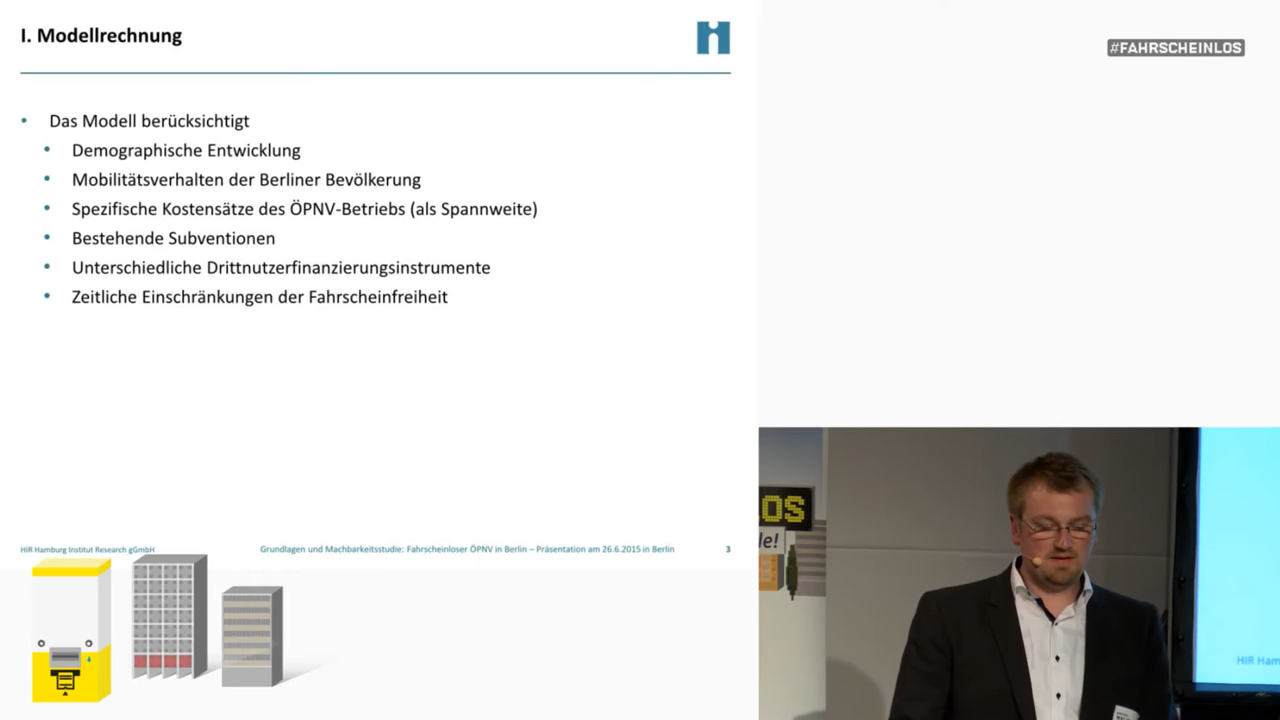 I. Modellrechnung
#FAHRSCHEINLOS
• Das Modell berücksichtigt
• Demographische Entwicklung
• Mobilitätsverhalten der Berliner Bevölkerung
• Spezifische Kostensätze des ÖPNV-Betriebs (als Spannweite)
• Bestehende Subventionen
• Unterschiedliche Drittnutzerfinanzierungsinstrumente
• Zeitliche Einschränkungen der Fahrscheinfreiheit
HIR Hamburg Institut Research gGmbH
Grundlagen und Machbarkeitsstudie: Fahrscheinloser ÖPNV in Berlin – Präsentation am 26.6.2015 in Berlin
3
OS
le!
HIR Ham